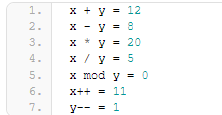 1. x + y = 12
2. x - y = 8
3. x * y = 20
4. x / y = 5
5. x mod y = 0
6. x++ = 11
7. y-- = 1